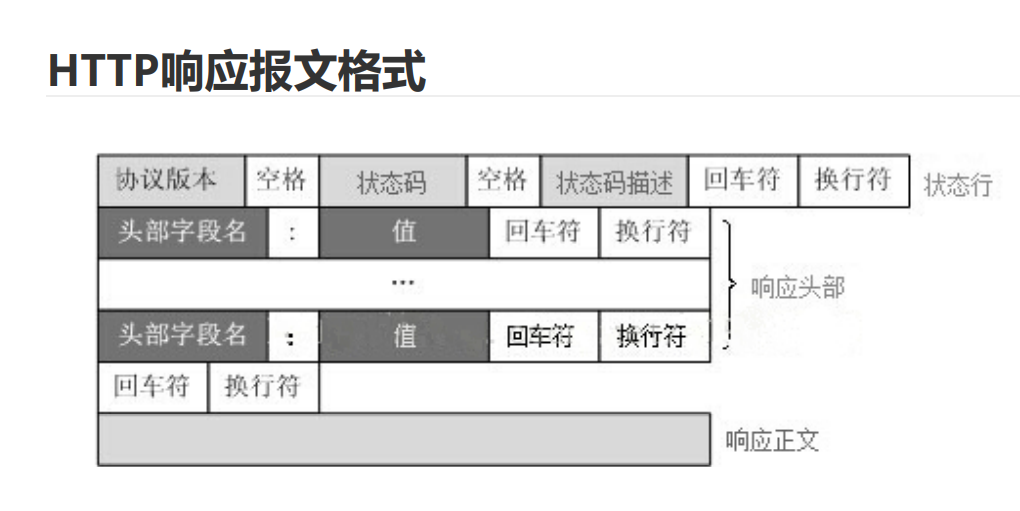 HTTP响应报文格式
协议版本 空格 状态码 空格 状态码描述 回车符 换行符 状态行
头部字段名 : 值 回车符 换行符
... 响应头部
头部字段名 : 值 回车符 换行符
回车符 换行符
响应正文